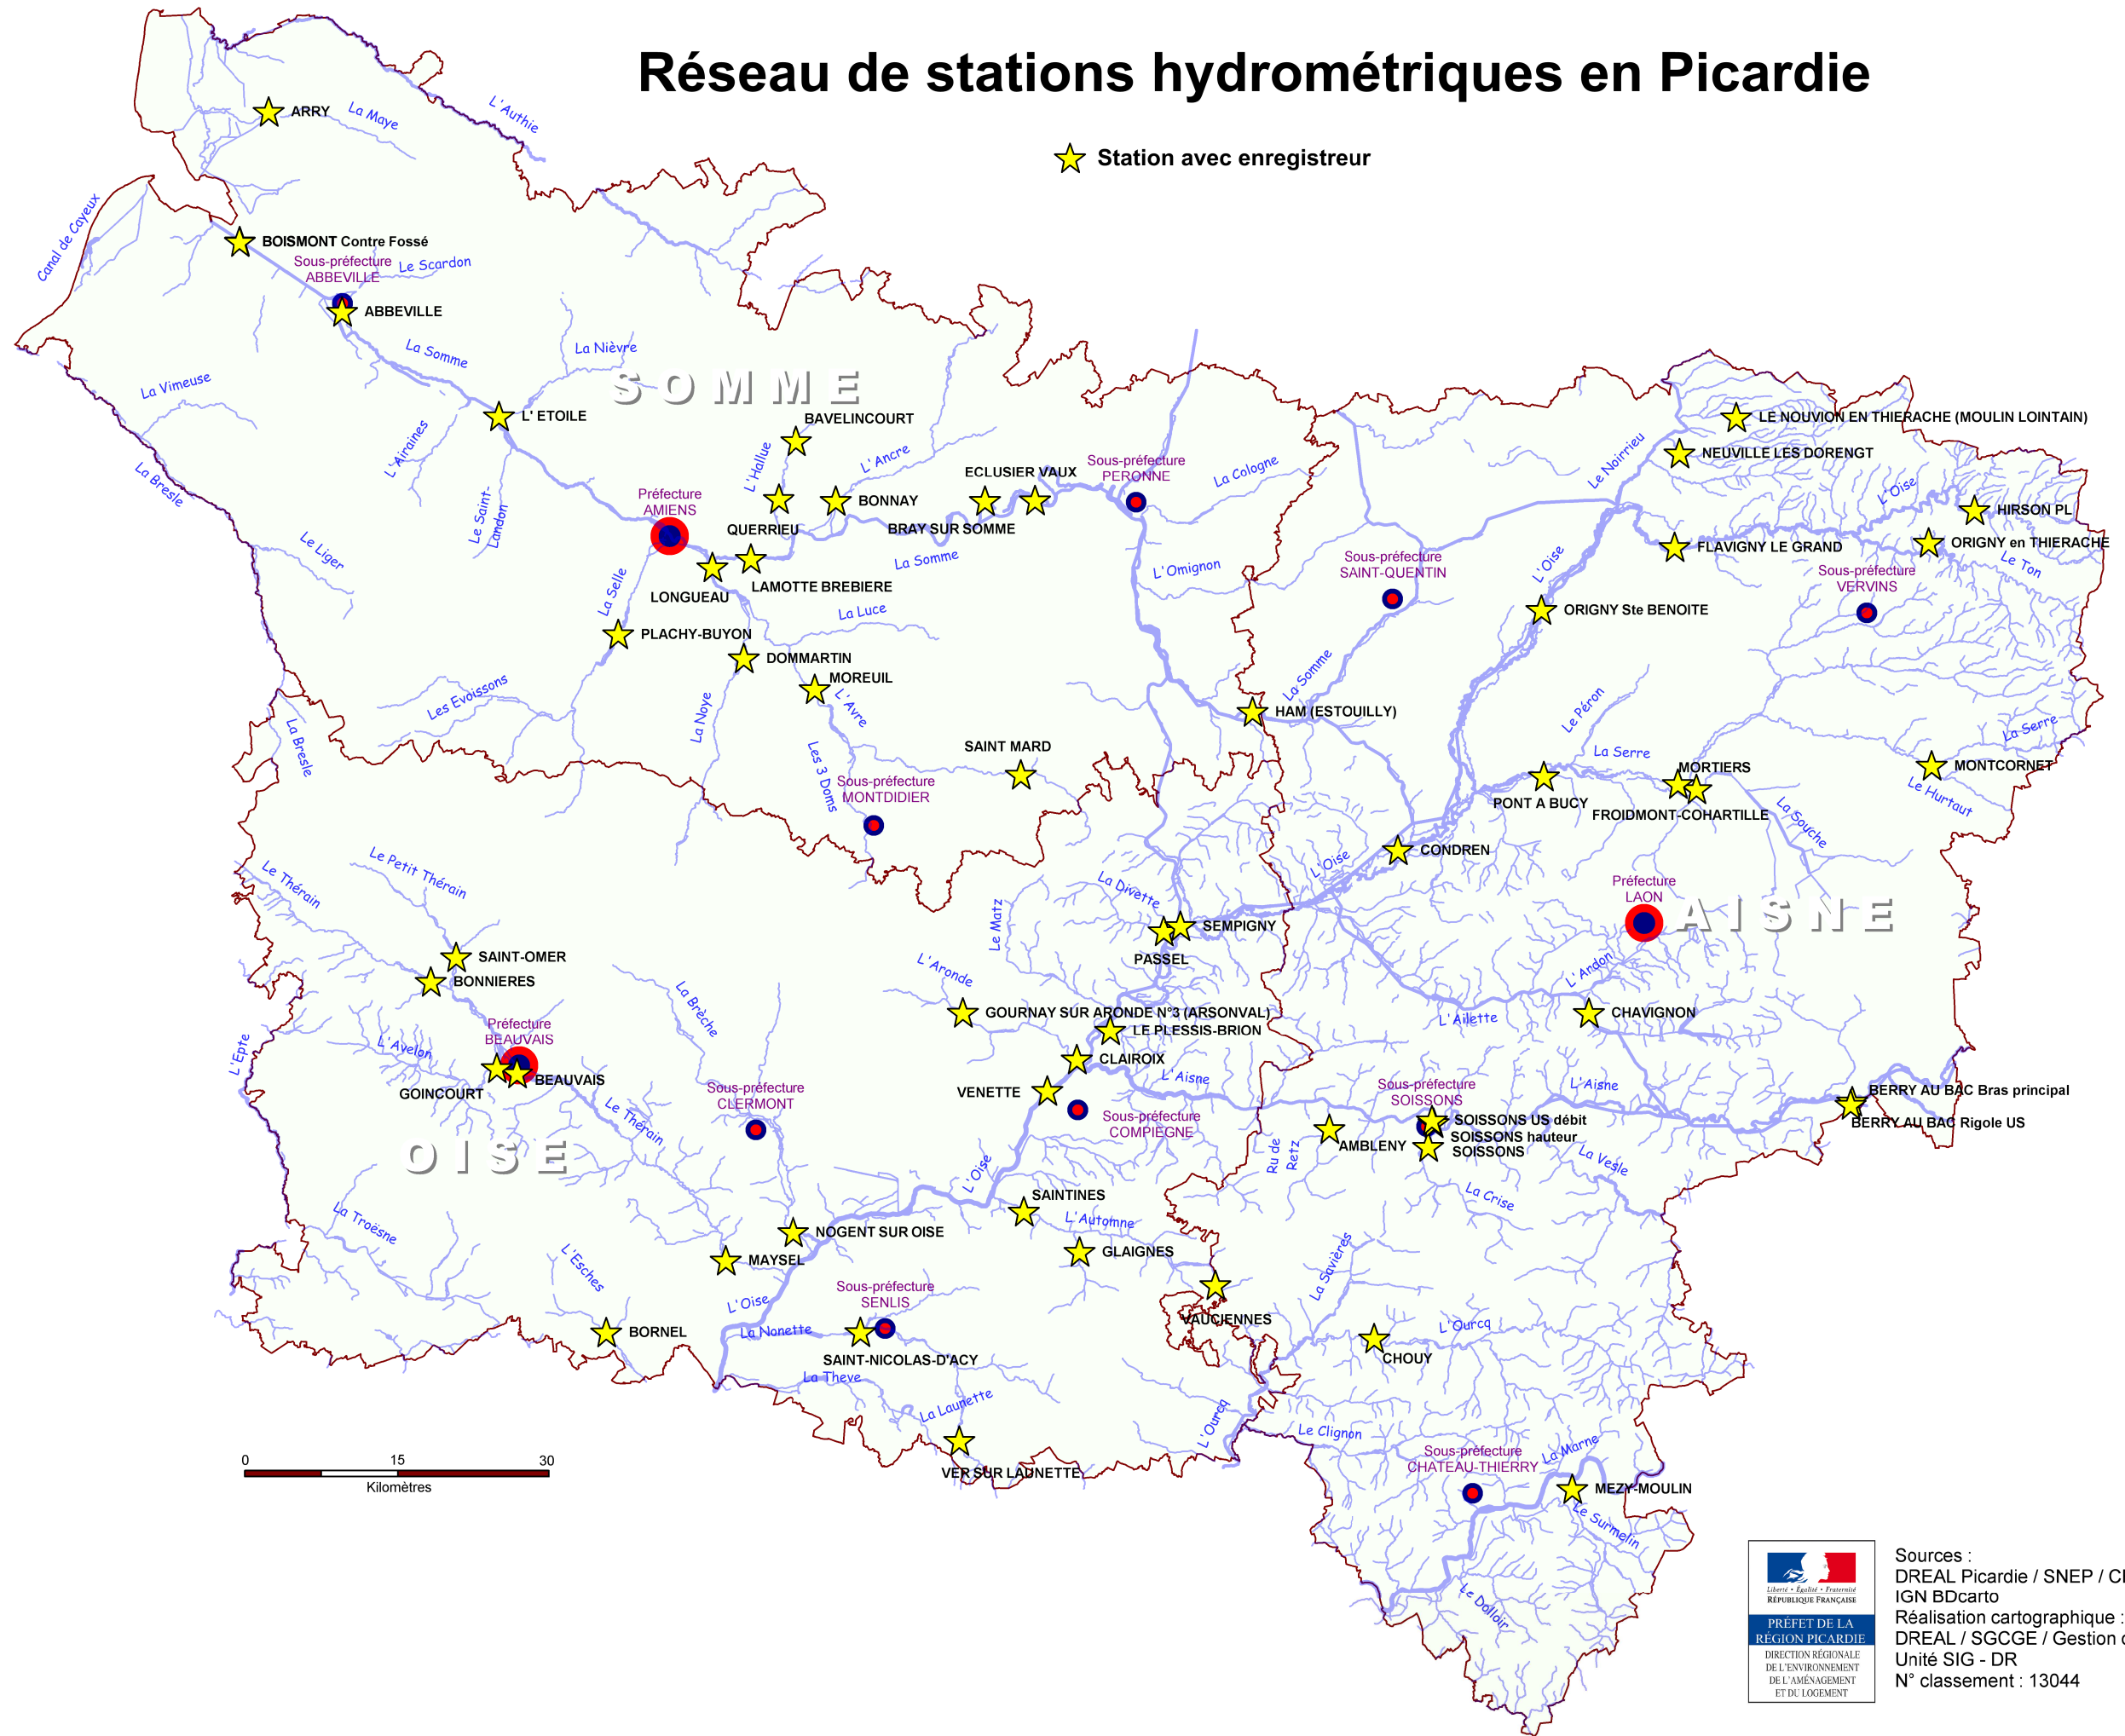 Réseau de stations hydrométriques en Picardie
Station avec enregistreur
L'Authie
La Maye
ARRY
Canal de Cayeux
BOISMONT Contre Fossé
Sous-préfecture
ABBEVILLE
Le Scardon
ABBEVILLE
La Somme
La Nièvre
SOMME
La Vimeuse
L'ETOILE
L'Airaines
La Bresle
Le Saint-
Landon
Le Liger
BAVELINCOURT
L'Hallue
L'Ancre
ECLUSIER VAUX
Sous-préfecture
PERONNE
La Cologne
Préfecture
AMIENS
QUERRIEU
BONNAY
BRAY SUR SOMME
La Somme
L'Omignon
LAMOTTE BREBIERE
LONGUEAU
La Selle
La Luce
PLACHY-BUYON
DOMMARTIN
MOREUIL
L'Avre
Les Evoissons
La Noye
Les 3 Doms
La Bresle
SAINT MARD
Sous-préfecture
MONTDIDIER
HAM (ESTOUILLY)
La Somme
Sous-préfecture
SAINT-QUENTIN
LE NOUVION EN THIERACHE (MOULIN LOINTAIN)
NEUVILLE LES DORENGT
Le Noirrieu
L'Oise
HIRSON PL
FLAVIGNY LE GRAND
ORIGNY en THIERACHE
Le Ton
Sous-préfecture
VERVINS
L'Oise
ORIGNY Ste BENOITE
Le Péron
La Serre
La Serre
MORTIERS
MONTCORNET
Le Hurtaut
PONT A BUCY
FROIDMONT-COHARTILLE
La Souche
CONDREN
L'Oise
Préfecture
LAON
AISNE
L'Ardon
CHAVIGNON
L'Ailette
Le Thérain
Le Petit Thérain
SAINT-OMER
BONNIERES
Préfecture
BEAUVAIS
L'Avelon
L'Epte
BEAUVAIS
GOINCOURT
Le Thérain
OISE
La Brèche
Sous-préfecture
CLERMONT
La Divette
Le Matz
SEMPIGNY
PASSEL
L'Aronde
GOURNAY SUR ARONDE N°3 (ARSONVAL)
LE PLESSIS-BRION
CLAIROIX
VENETTE
L'Aisne
Sous-préfecture
COMPIEGNE
Sous-préfecture
SOISSONS
L'Aisne
BERRY AU BAC Bras principal
BERRY AU BAC Rigole US
SOISSONS US débit
SOISSONS hauteur
SOISSONS
AMBLENY
Ru de
Retz
La Vesle
La Crise
L'Oise
SAINTINES
L'Automne
GLAIGNES
La Troësne
L'Esches
NOGENT SUR OISE
MAYSEL
Sous-préfecture
SENLIS
L'Oise
La Nonette
BORNEL
SAINT-NICOLAS-D'ACY
La Theve
La Launette
VER SUR LAUNETTE
VAUCIENNES
La Savières
L'Ourcq
CHOUY
L'Ourcq
Le Clignon
Sous-préfecture
CHATEAU-THIERRY
La Marne
MEZY-MOULIN
Le Surmelin
Le Dolloir
0 15 30
Kilomètres
Liberté • Égalité • Fraternité
RÉPUBLIQUE FRANÇAISE
PRÉFET DE LA
RÉGION PICARDIE
DIRECTION RÉGIONALE
DE L'ENVIRONNEMENT
DE L'AMÉNAGEMENT
ET DU LOGEMENT
Sources :
DREAL Picardie / SNEP /
IGN BDcarto
Réalisation cartographique :
DREAL / SGCGE / Gestion
Unité SIG - DR
N° classement : 13044